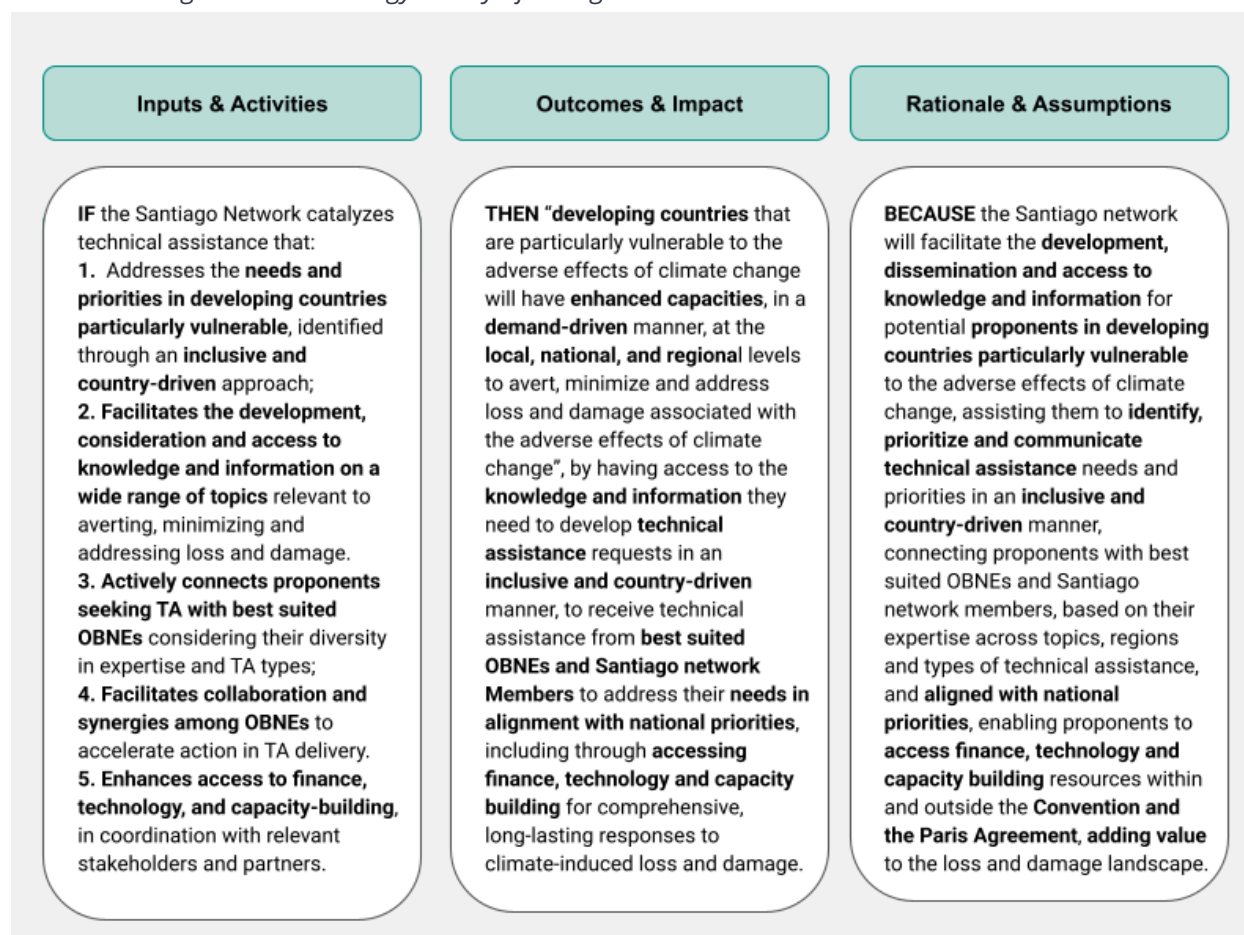 Inputs & Activities
IF the Santiago Network catalyzes
technical assistance that:
1. Addresses the needs and
priorities in developing countries
particularly vulnerable, identified
through an inclusive and
country-driven approach;
2. Facilitates the development,
consideration and access to
knowledge and information on a
wide range of topics relevant to
averting, minimizing and
addressing loss and damage.
3. Actively connects proponents
seeking TA with best suited
OBNEs considering their diversity
in expertise and TA types;
4. Facilitates collaboration and
synergies among OBNEs to
accelerate action in TA delivery.
5. Enhances access to finance,
technology, and capacity-building,
in coordination with relevant
stakeholders and partners.
Outcomes & Impact
THEN “developing countries that
are particularly vulnerable to the
adverse effects of climate change
will have enhanced capacities, in a
demand-driven manner, at the
local, national, and regional levels
to avert, minimize and address
loss and damage associated with
the adverse effects of climate
change”, by having access to the
knowledge and information they
need to develop technical
assistance requests in an
inclusive and country-driven
manner, to receive technical
assistance from best suited
OBNEs and Santiago network
Members to address their needs in
alignment with national priorities,
including through accessing
finance, technology and capacity
building for comprehensive,
long-lasting responses to
climate-induced loss and damage.
Rationale & Assumptions
BECAUSE the Santiago network
will facilitate the development,
dissemination and access to
knowledge and information for
potential proponents in developing
countries particularly vulnerable
to the adverse effects of climate
change, assisting them to identify,
prioritize and communicate
technical assistance needs and
priorities in an inclusive and
country-driven manner,
connecting proponents with best
suited OBNEs and Santiago
network members, based on their
expertise across topics, regions
and types of technical assistance,
and aligned with national
priorities, enabling proponents to
access finance, technology and
capacity building resources within
and outside the Convention and
the Paris Agreement, adding value
to the loss and damage landscape.